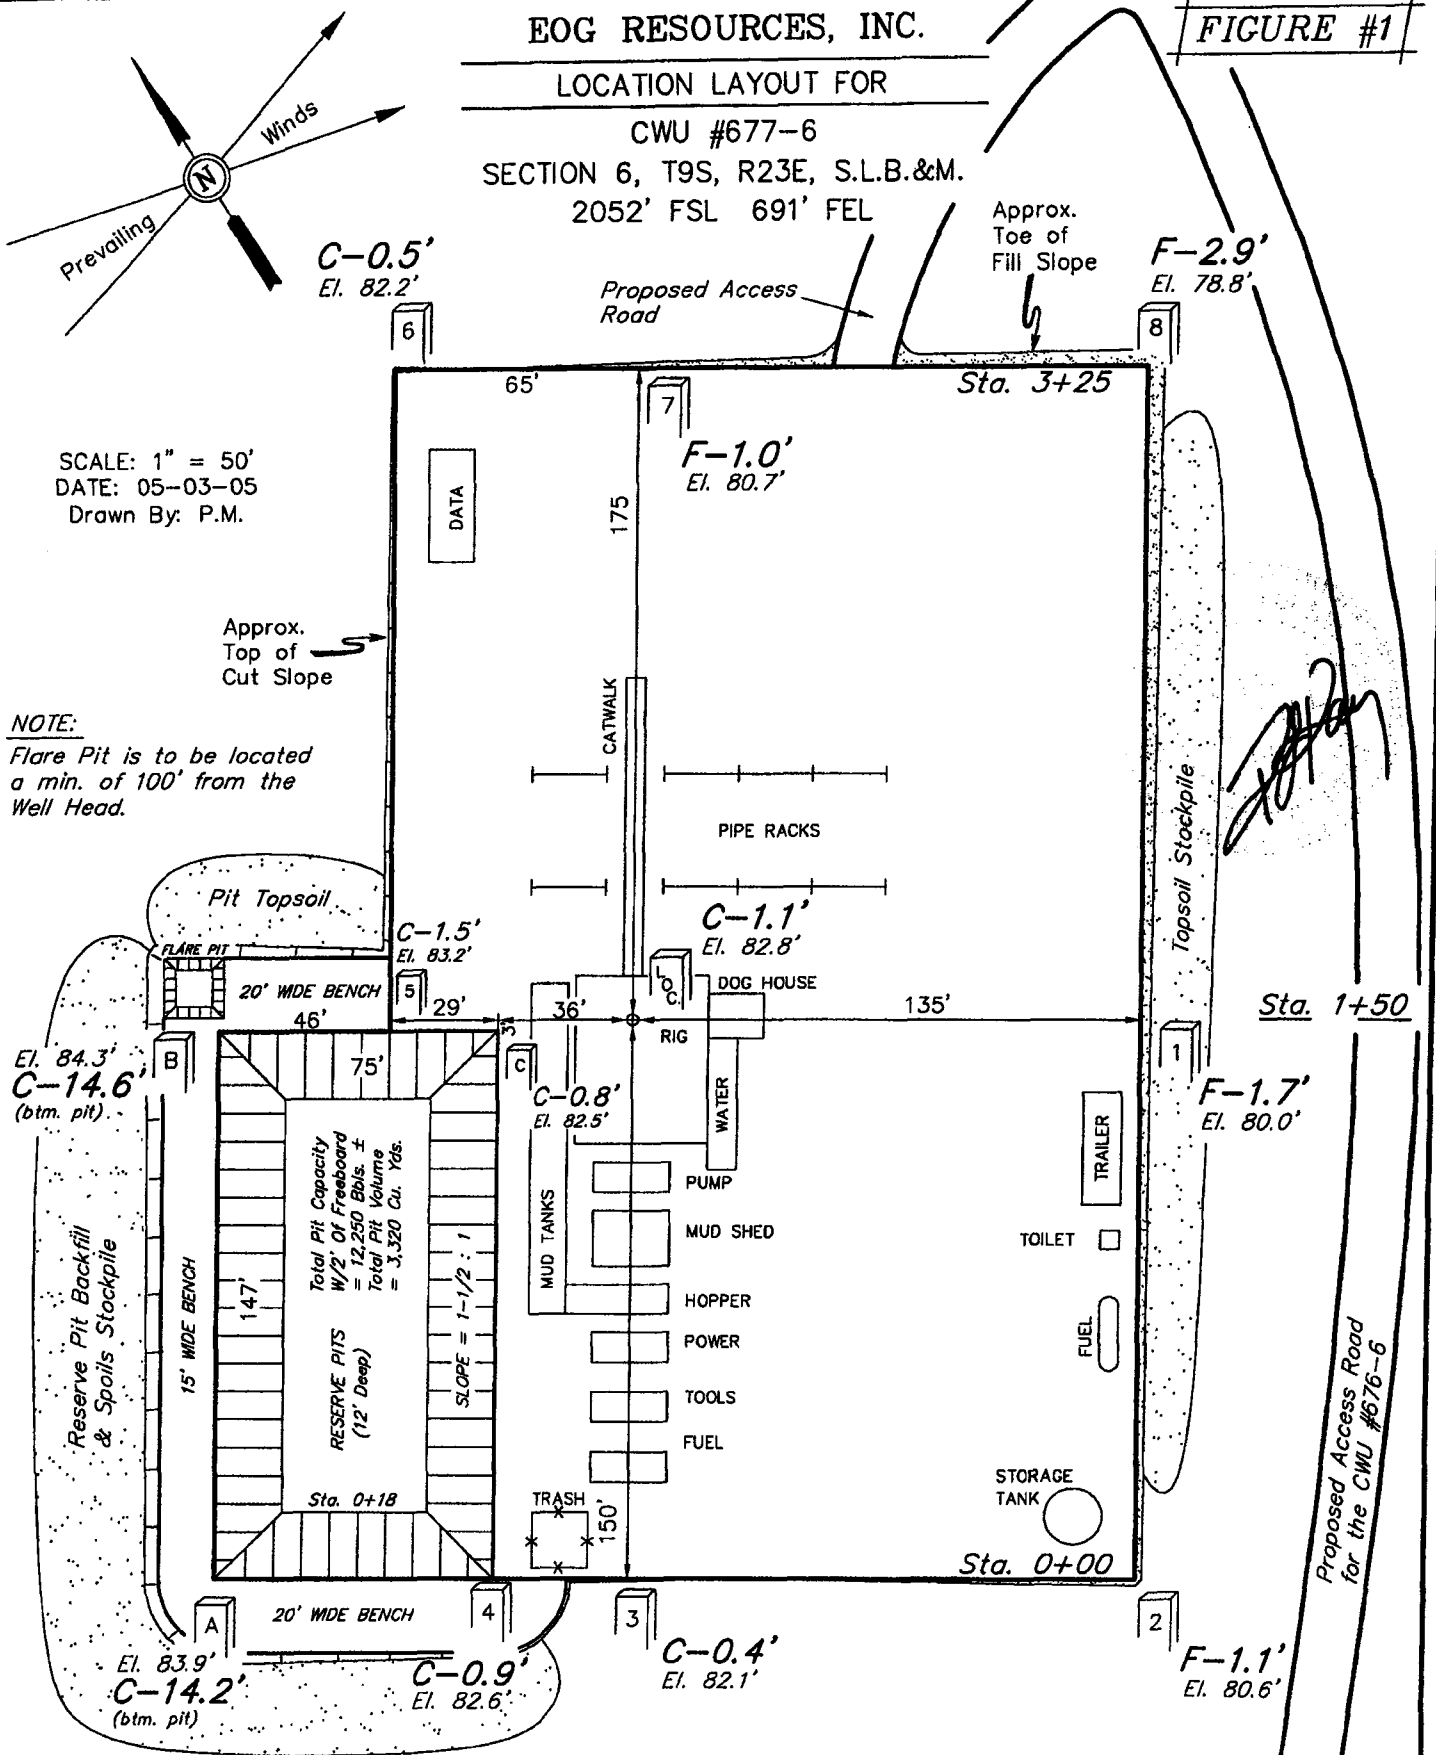 EOG RESOURCES, INC.
FIGURE #1
LOCATION LAYOUT FOR
CWU #677-6
SECTION 6, T9S, R23E, S.L.B.&M.
2052' FSL 691' FEL
Winds
N
Prevailing
C-0.5'
El. 82.2'
6
Proposed Access
Road
Approx.
Toe of
Fill Slope
F-2.9'
El. 78.8'
8
65'
7
Sta. 3+25
F-1.0'
El. 80.7'
175
DATA
SCALE: 1" = 50'
DATE: 05-03-05
Drawn By: P.M.
Approx.
Top of
Cut Slope
CATWALK
NOTE:
Flare Pit is to be located
a min. of 100' from the
Well Head.
PIPE RACKS
Topsoil Stockpile
Pit Topsoil
C-1.5'
El. 83.2'
5
C-1.1'
El. 82.8'
LOC.
FLARE PIT
20' WIDE BENCH
DOG HOUSE
46'
29'
3'
36'
RIG
135'
Sta. 1+50
El. 84.3'
C-14.6'
(btm. pit)
B
75'
C
C-0.8'
El. 82.5'
WATER
1
F-1.7'
El. 80.0'
TRAILER
Total Pit Capacity
W/2' Of Freeboard
= 12,250 Bbls. ±
Total Pit Volume
= 3,320 Cu. Yds.
MUD TANKS
PUMP
MUD SHED
TOILET
HOPPER
POWER
FUEL
TOOLS
FUEL
Reserve Pit Backfill
& Spoils Stockpile
15' WIDE BENCH
147'
RESERVE PITS
(12' Deep)
SLOPE = 1-1/2 : 1
Sta. 0+18
TRASH
150'
STORAGE
TANK
Sta. 0+00
Proposed Access Road
for the CWU #676-6
A
20' WIDE BENCH
4
3
2
El. 83.9'
C-14.2'
(btm. pit)
C-0.9'
El. 82.6'
C-0.4'
El. 82.1'
F-1.1'
El. 80.6'